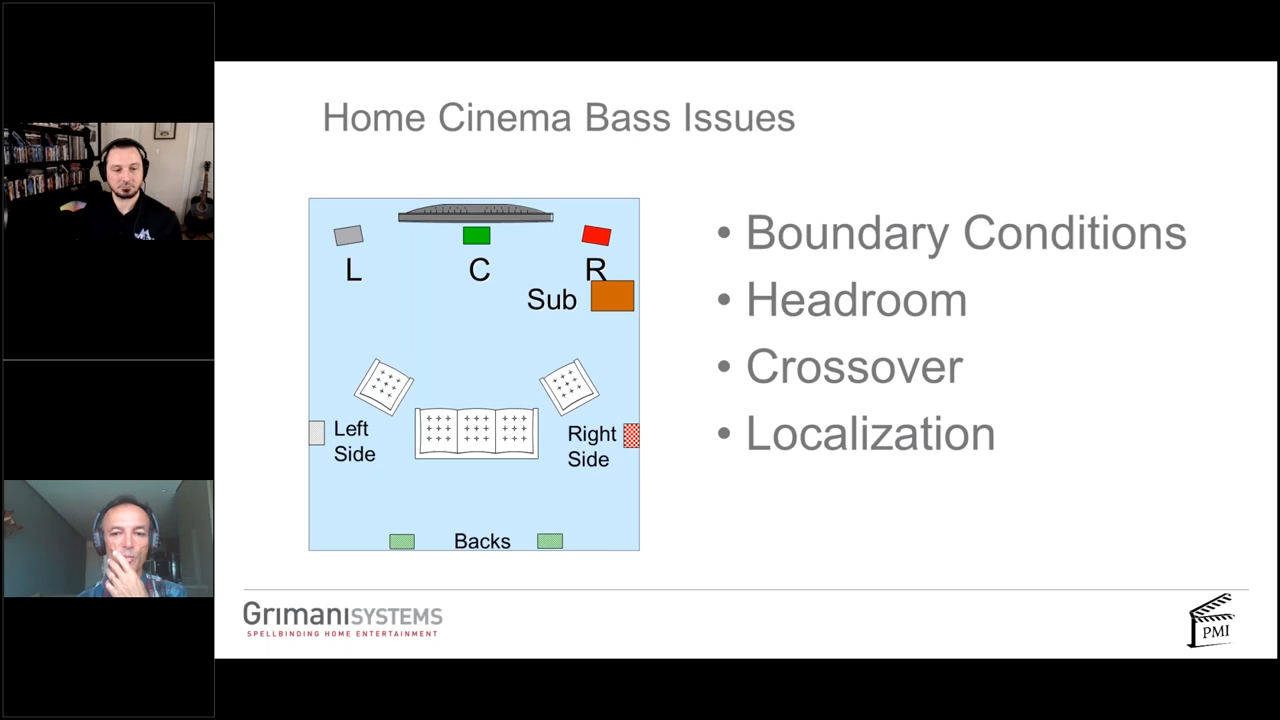 Home Cinema Bass Issues
L
C
R
Sub
Left
Side
Right
Side
Backs
• Boundary Conditions
• Headroom
• Crossover
• Localization
GrimaniSYSTEMS
SPELLBINDING HOME ENTERTAINMENT
PMI